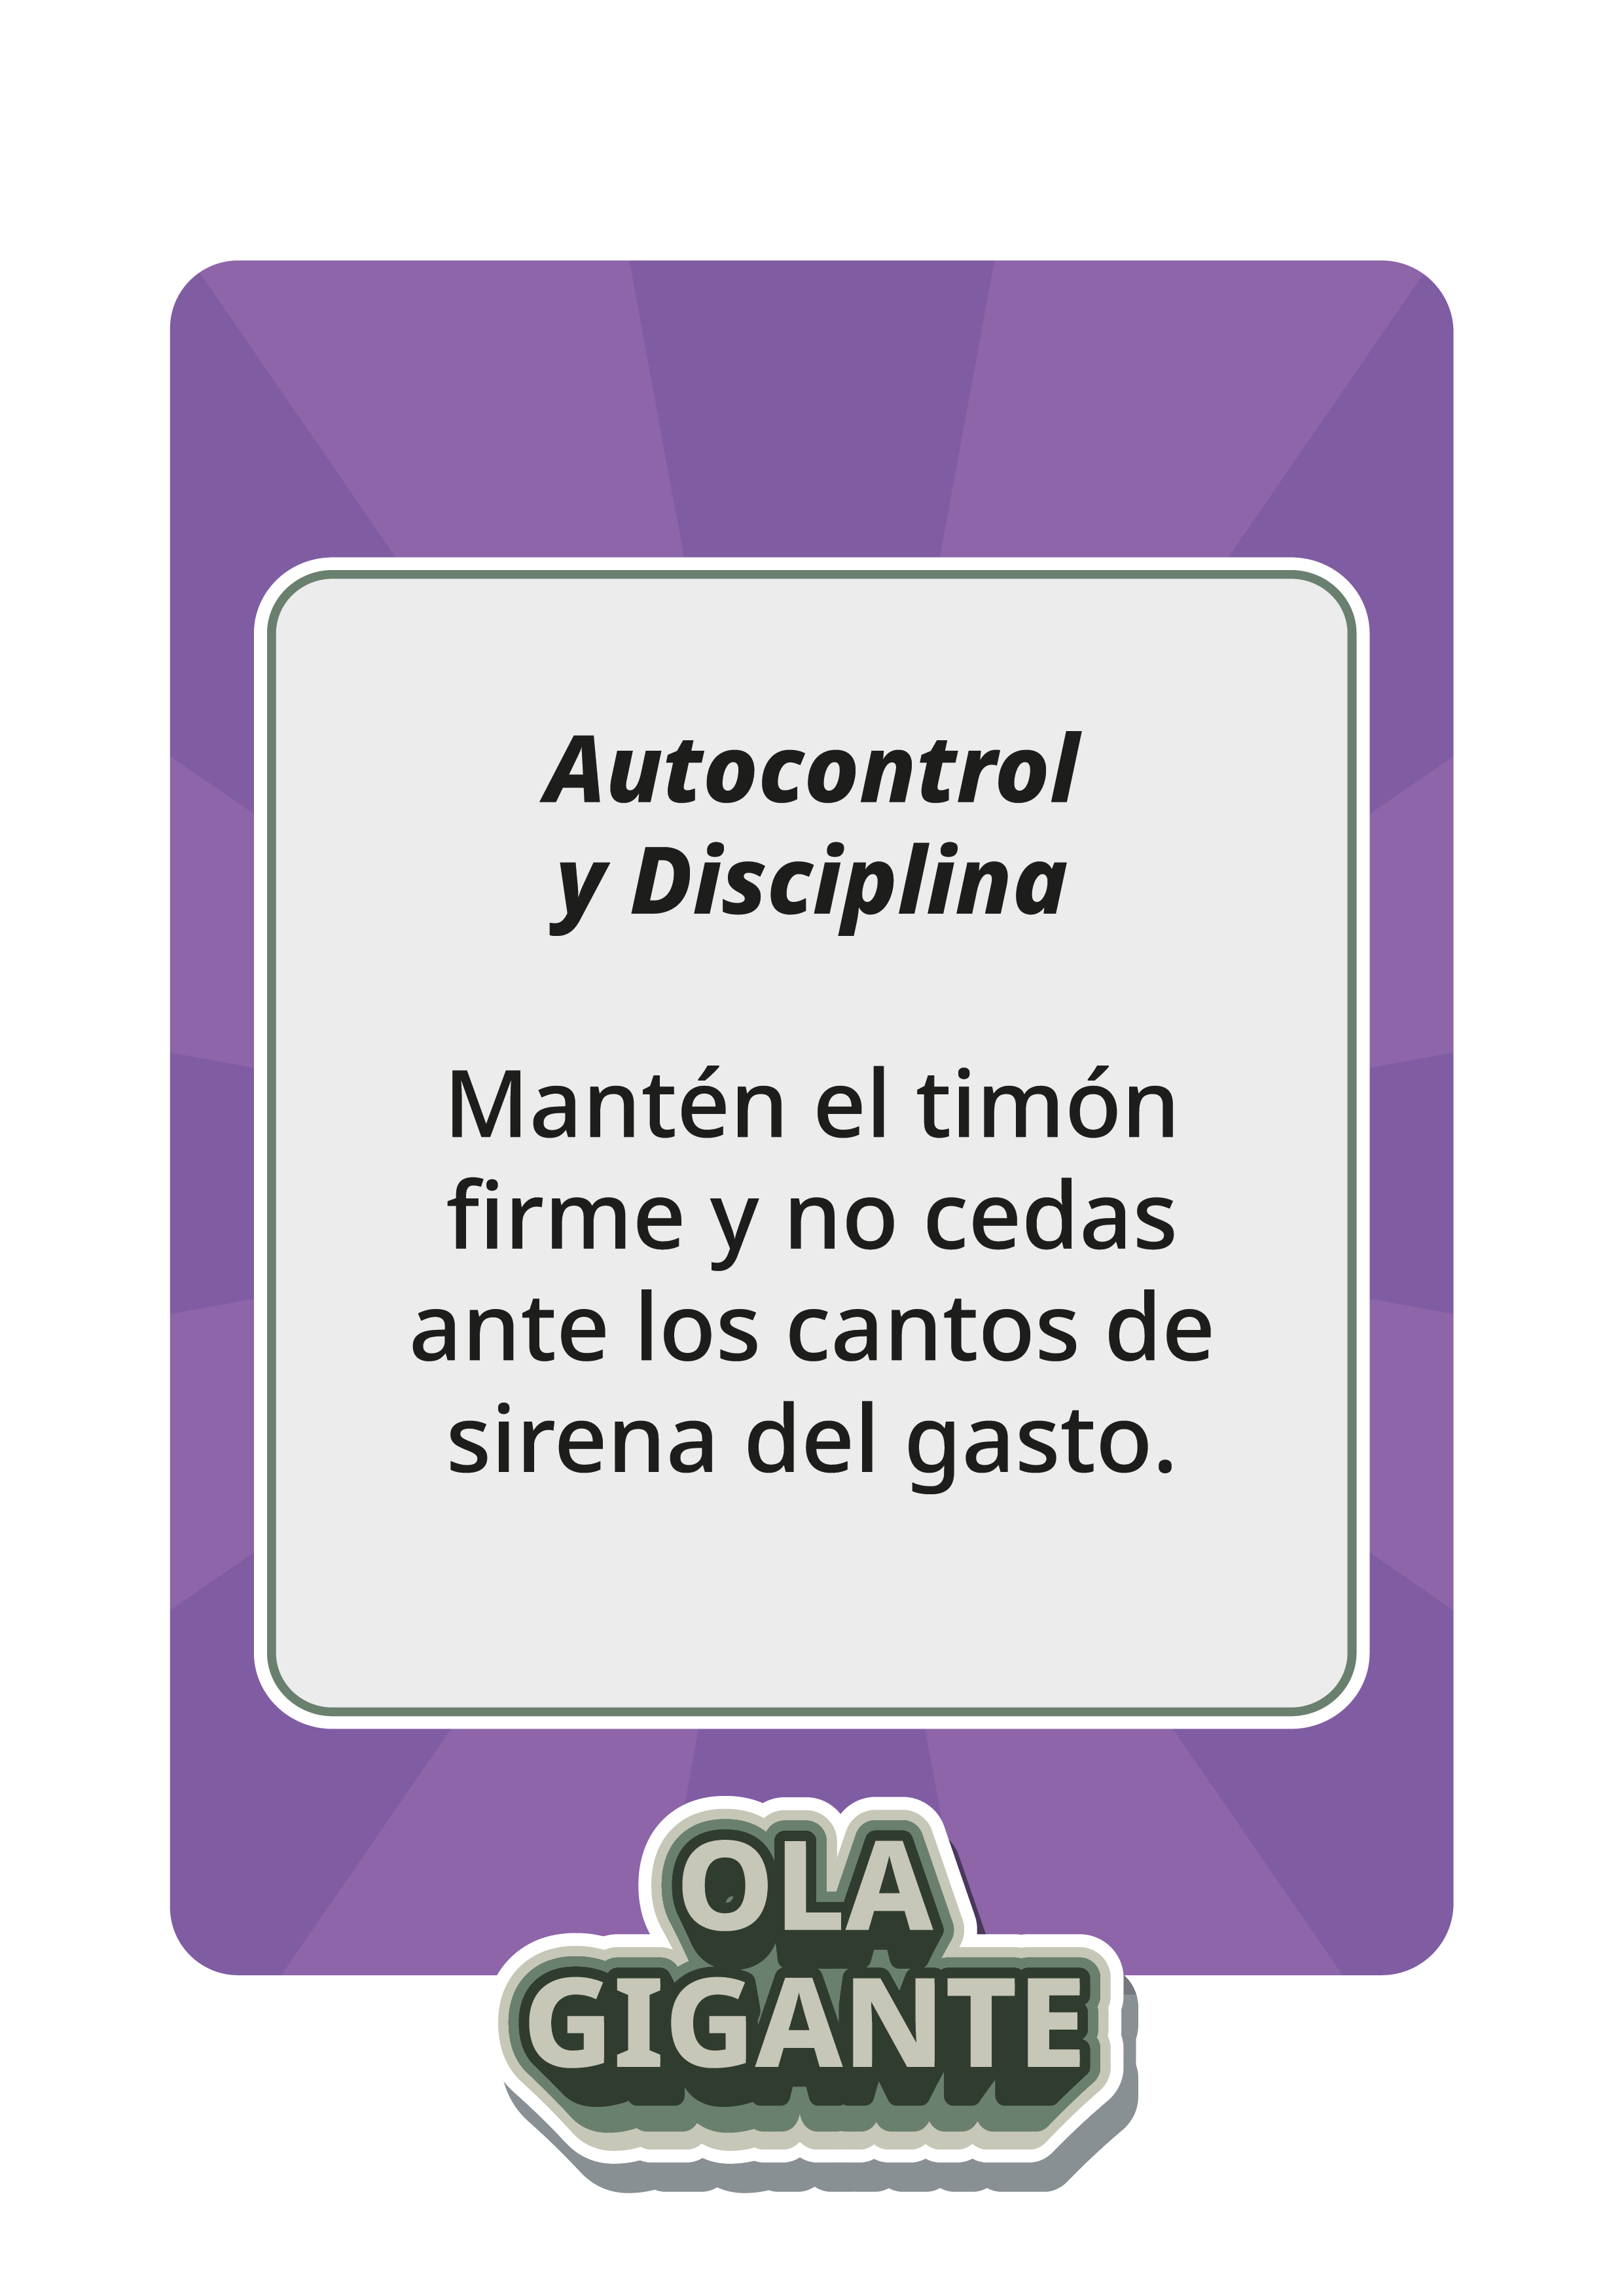 Autocontrol
y Disciplina
Mantén el timón
firme y no cedas
ante los cantos de
sirena del gasto.
OLA
GIGANTE